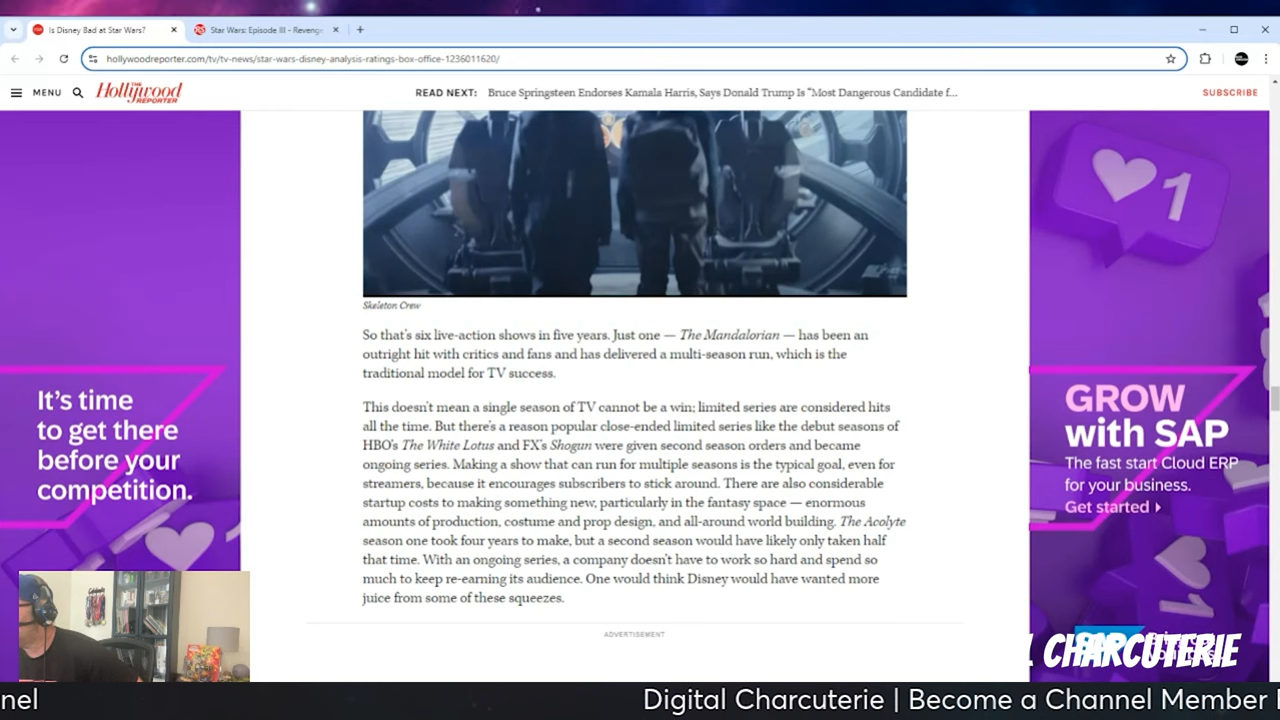 Is Disney Bad at Star Wars?
Star Wars: Episode III - Reveng
hollywoodreporter.com/tv/tv-news/star-wars-disney-analysis-ratings-box-office-1236011620/
MENU
THE Hollywood REPORTER
READ NEXT: Bruce Springsteen Endorses Kamala Harris, Says Donald Trump Is “Most Dangerous Candidate f...
SUBSCRIBE
1
Skeleton Crew
So that's six live-action shows in five years. Just one — The Mandalorian — has been an
outright hit with critics and fans and has delivered a multi-season run, which is the
traditional model for TV success.
This doesn't mean a single season of TV cannot be a win; limited series are considered hits
all the time. But there's a reason popular close-ended limited series like the debut seasons of
HBO's The White Lotus and FX's Shogun were given second season orders and became
ongoing series. Making a show that can run for multiple seasons is the typical goal, even for
streamers, because it encourages subscribers to stick around. There are also considerable
startup costs to making something new, particularly in the fantasy space — enormous
amounts of production, costume and prop design, and all-around world building. The Acolyte
season one took four years to make, but a second season would have likely only taken half
that time. With an ongoing series, a company doesn't have to work so hard and spend so
much to keep re-earning its audience. One would think Disney would have wanted more
juice from some of these squeezes.
ADVERTISEMENT
It's time
to get there
before your
competition.
GROW
with SAP
The fast start Cloud ERP
for your business.
Get started
CHARCUTERIE
nel
Digital Charcuterie | Become a Channel Member